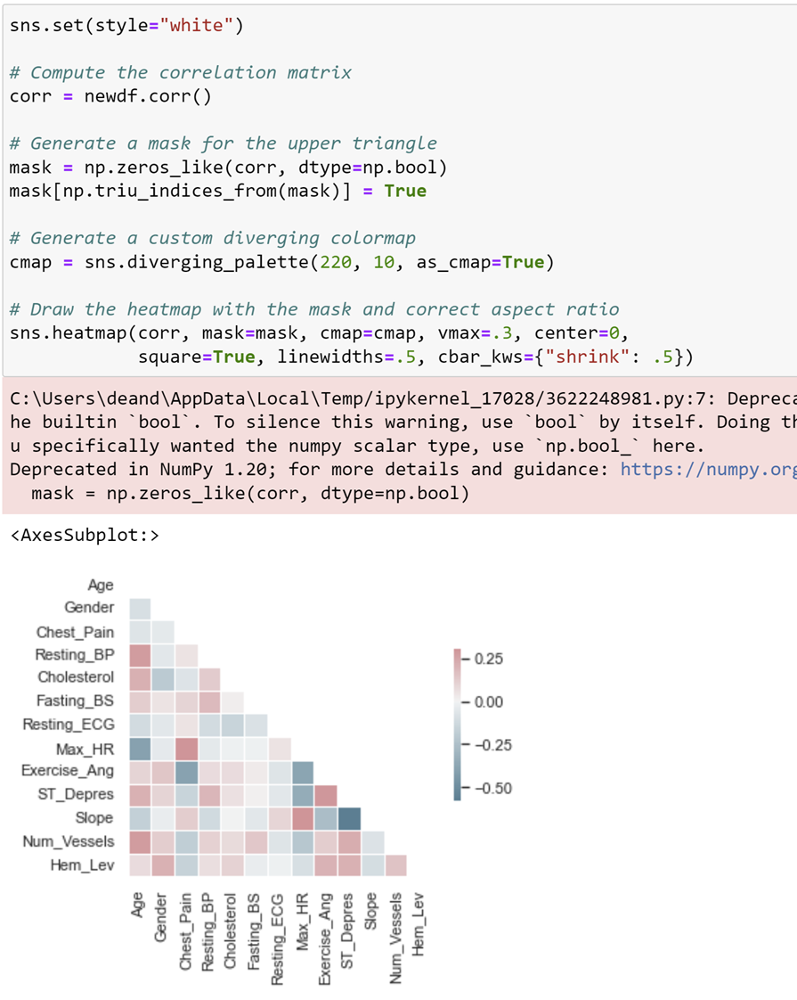 sns.set(style="white")
# Compute the correlation matrix
corr = newdf.corr()
# Generate a mask for the upper triangle
mask = np.zeros_like(corr, dtype=np.bool)
mask[np.triu_indices_from(mask)] = True
# Generate a custom diverging colormap
cmap = sns.diverging_palette(220, 10, as_cmap=True)
# Draw the heatmap with the mask and correct aspect ratio
sns.heatmap(corr, mask=mask, cmap=cmap, vmax=.3, center=0,
square=True, linewidths=.5, cbar_kws={"shrink": .5})
C:\Users\deand\AppData\Local\Temp/ipykernel_17028/3622248981.py:7: Depreca
he builtin `bool`. To silence this warning, use `bool` by itself. Doing th
u specifically wanted the numpy scalar type, use `np.bool_` here.
Deprecated in NumPy 1.20; for more details and guidance: https://numpy.org
mask = np.zeros_like(corr, dtype=np.bool)
<AxesSubplot:>
Age
Gender
Chest_Pain
Resting_BP
Cholesterol
Fasting_BS
Resting_ECG
Max_HR
Exercise_Ang
ST_Depres
Slope
Num_Vessels
Hem_Lev
0.25
0.00
−0.25
−0.50
Age
Gender
Chest_Pain
Resting_BP
Cholesterol
Fasting_BS
Resting_ECG
Max_HR
Exercise_Ang
ST_Depres
Slope
Num_Vessels
Hem_Lev